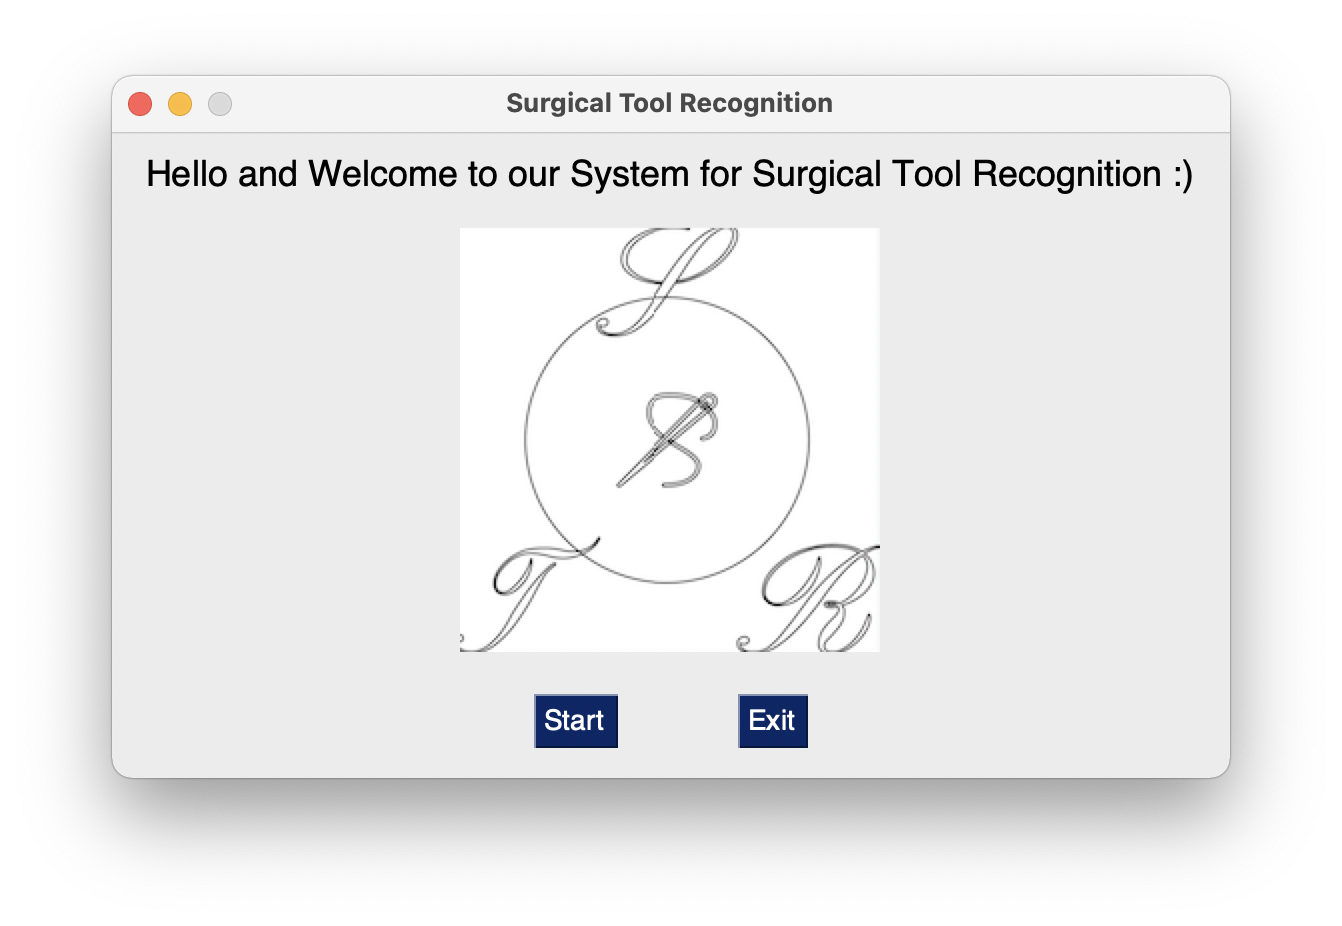 Surgical Tool Recognition
Hello and Welcome to our System for Surgical Tool Recognition :)
S
S
T R
Start Exit